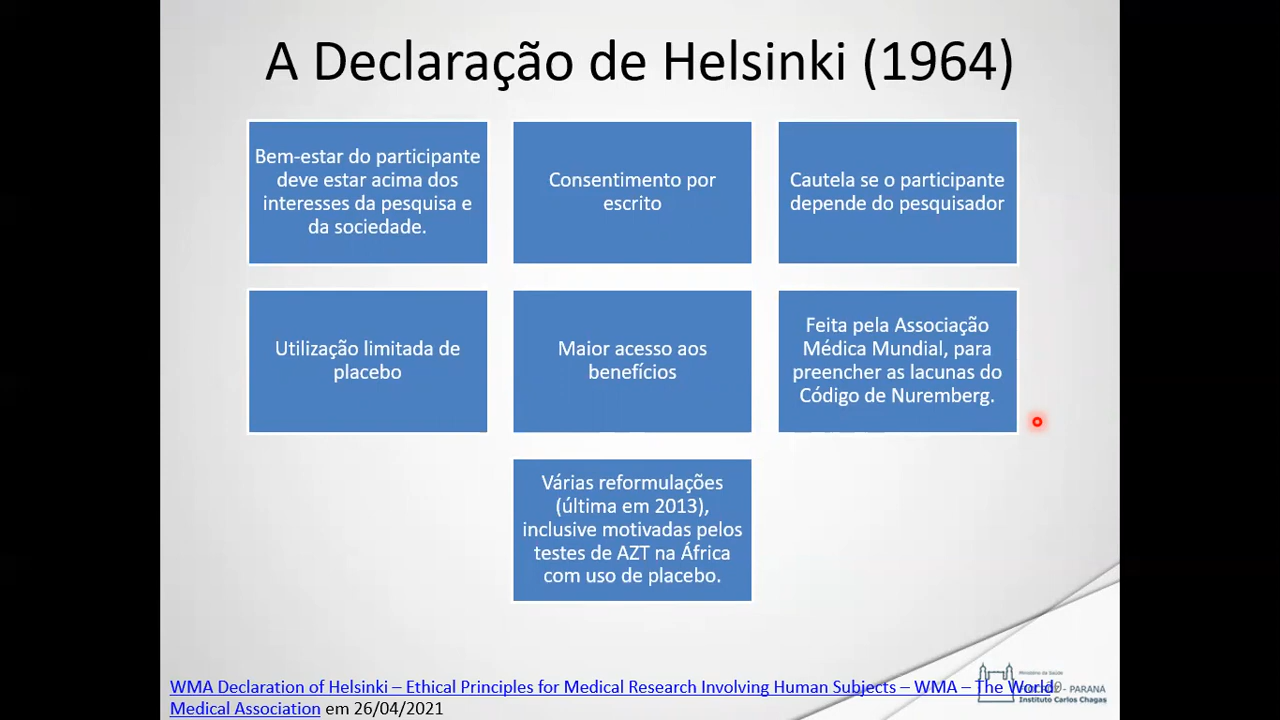 A Declaração de Helsinki (1964)
Bem-estar do participante
deve estar acima dos
interesses da pesquisa e
da sociedade.
Consentimento por
escrito
Cautela se o participante
depende do pesquisador
Utilização limitada de
placebo
Maior acesso aos
benefícios
Feita pela Associação
Médica Mundial, para
preencher as lacunas do
Código de Nuremberg.
Várias reformulações
(última em 2013),
inclusive motivadas pelos
testes de AZT na África
com uso de placebo.
WMA Declaration of Helsinki – Ethical Principles for Medical Research Involving Human Subjects – WMA – The World
Medical Association em 26/04/2021
Ministério da Saúde
- PARANÁ
Instituto Carlos Chagas